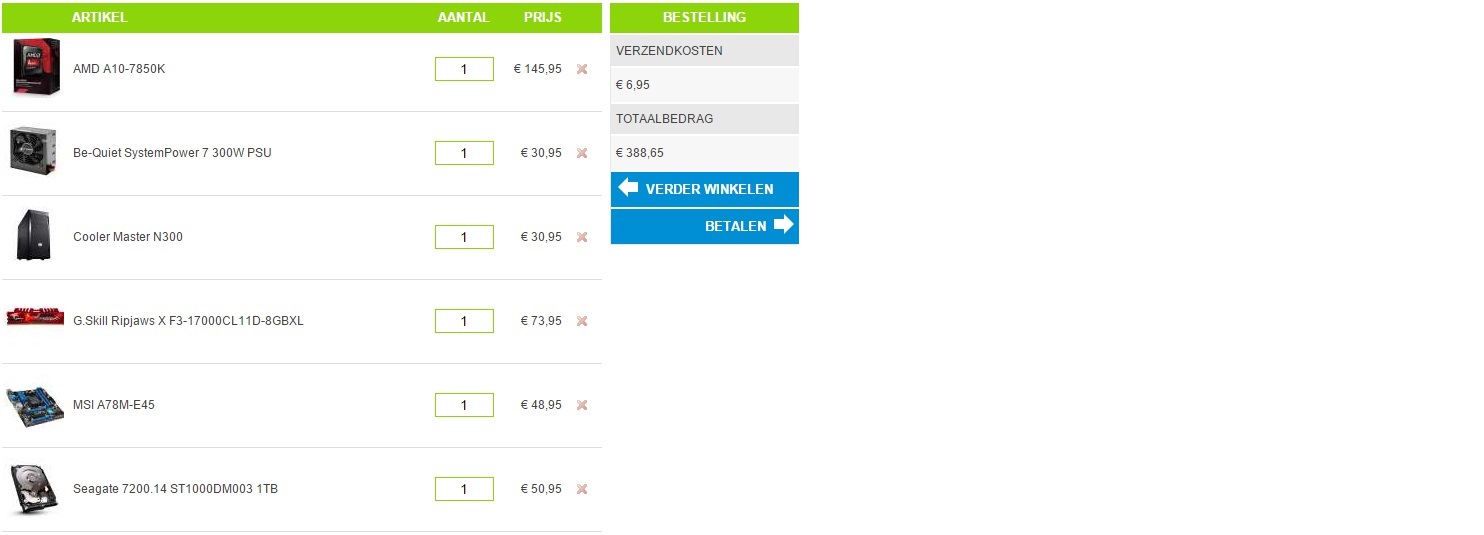 ARTIKEL AANTAL PRIJS
AMD A10-7850K 1 € 145,95
Be-Quiet SystemPower 7 300W PSU 1 € 30,95
Cooler Master N300 1 € 30,95
G.Skill Ripjaws X F3-17000CL11D-8GBXL 1 € 73,95
MSI A78M-E45 1 € 48,95
Seagate 7200.14 ST1000DM003 1TB 1 € 50,95
BESTELLING
VERZENDKOSTEN
€ 6,95
TOTAALBEDRAG
€ 388,65
VERDER WINKELEN
BETALEN